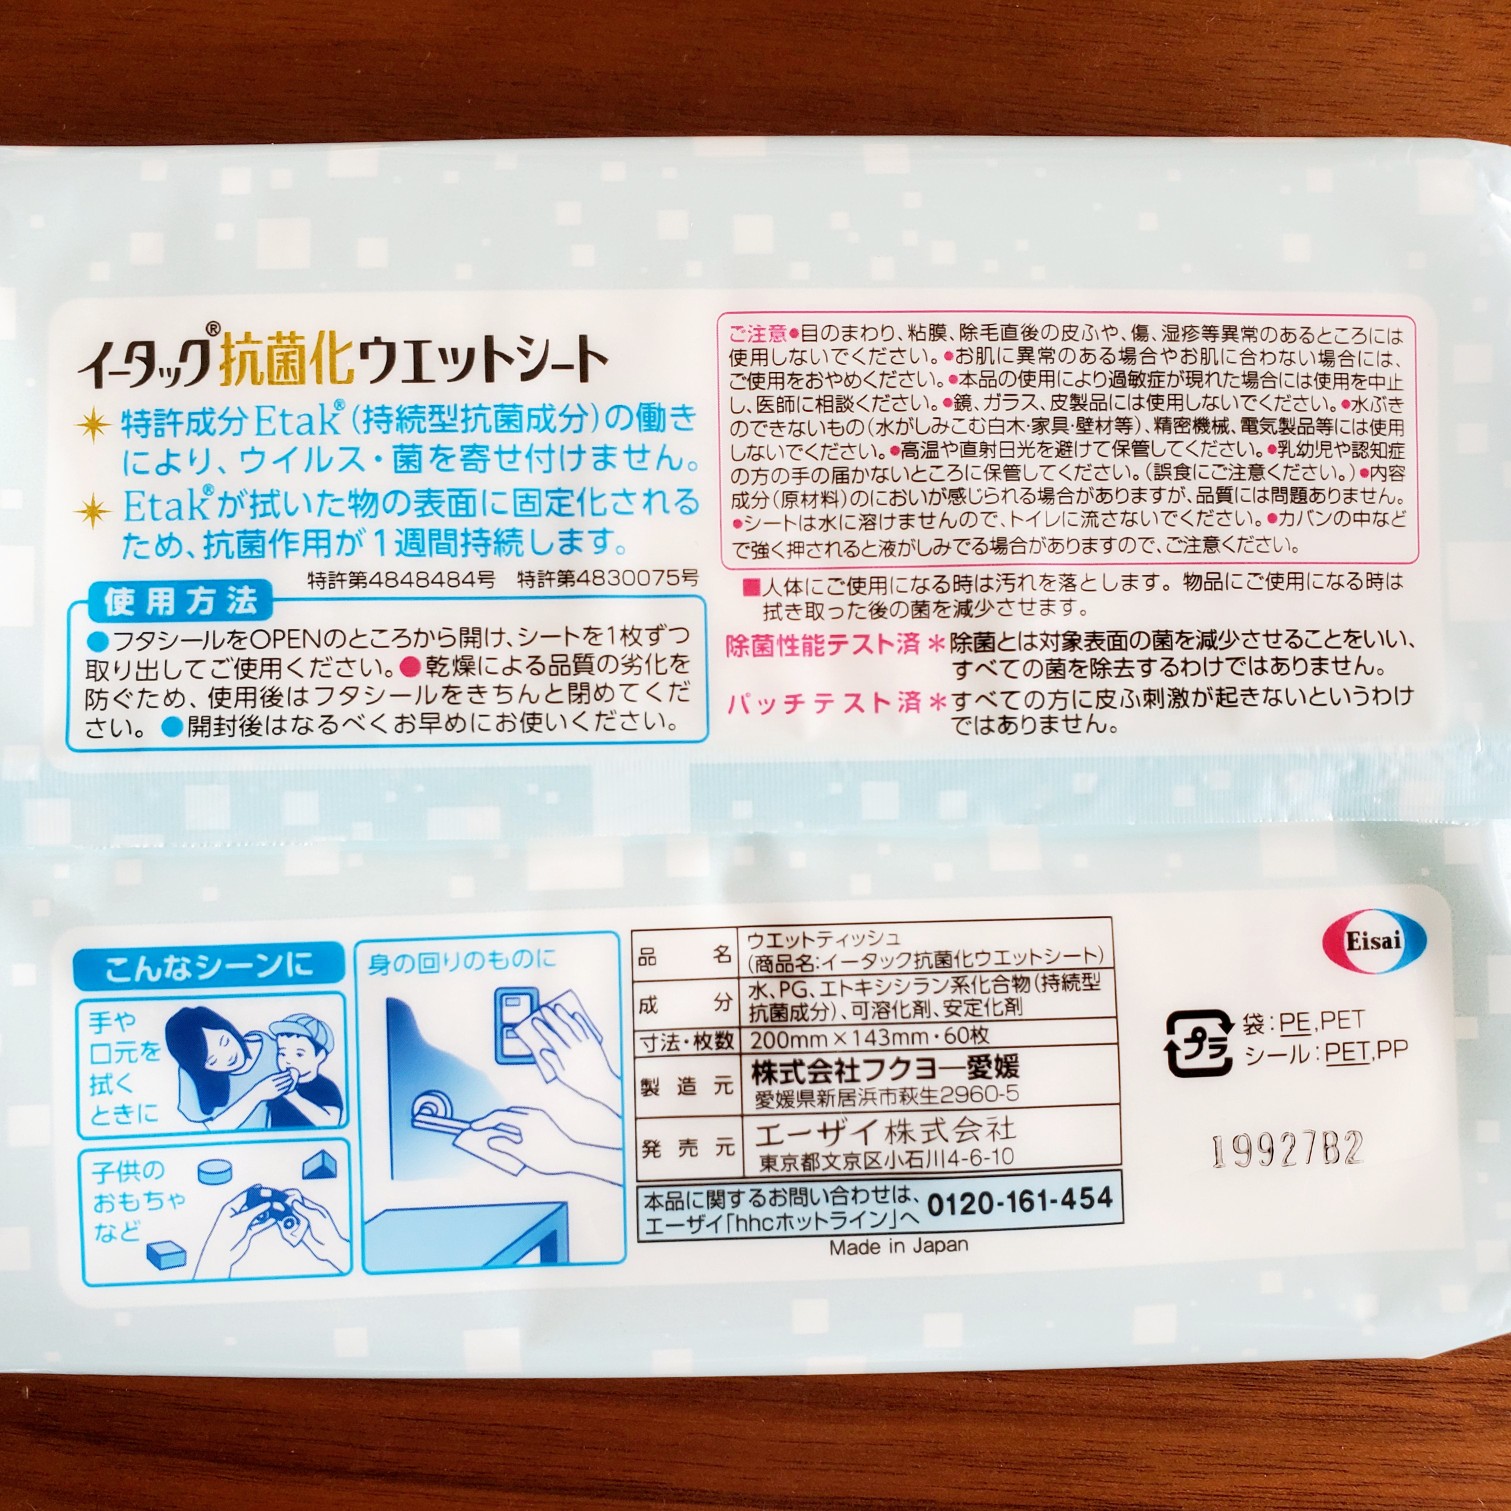 イータック®抗菌化ウエットシート
特許成分Etak®(持続型抗菌成分)の働き
により、ウイルス・菌を寄せ付けません。
Etak®が拭いた物の表面に固定化される
ため、抗菌作用が1週間持続します。
特許第4848484号 特許第4830075号
使用方法
●フタシールをOPENのところから開け、シートを1枚ずつ
取り出してご使用ください。●乾燥による品質の劣化を
防ぐため、使用後はフタシールをきちんと閉めてくだ
さい。●開封後はなるべくお早めにお使いください。
ご注意●目のまわり、粘膜、除毛直後の皮ふや、傷、湿疹等異常のあるところには
使用しないでください。●お肌に異常のある場合やお肌に合わない場合には、
ご使用をおやめください。●本品の使用により過敏症が現れた場合には使用を中止
し、医師に相談ください。●鏡、ガラス、皮製品には使用しないでください。●水ぶき
のできないもの(水がしみこむ白木・家具・壁材等)、精密機械、電気製品等には使用
しないでください。●高温や直射日光を避けて保管してください。●乳幼児や認知症
の方の手の届かないところに保管してください。(誤食にご注意ください。)●内容
成分(原材料)のにおいが感じられる場合がありますが、品質には問題ありません。
●シートは水に溶けませんので、トイレに流さないでください。●カバンの中など
で強く押されると液がしみでる場合がありますので、ご注意ください。
■人体にご使用になる時は汚れを落とします。物品にご使用になる時は
拭き取った後の菌を減少させます。
除菌性能テスト済＊除菌とは対象表面の菌を減少させることをいい、
すべての菌を除去するわけではありません。
パッチテスト済＊すべての方に皮ふ刺激が起きないというわけ
ではありません。
こんなシーンに
手や
口元を
拭く
ときに
子供の
おもちゃ
など
身の回りのものに
品名 ウエットティッシュ
(商品名:イータック抗菌化ウエットシート)
成分 水、PG、エトキシシラン系化合物(持続型
抗菌成分)、可溶化剤、安定化剤
寸法・枚数 200mm×143mm・60枚
製造元 株式会社フクヨー愛媛
愛媛県新居浜市萩生2960-5
発売元 エーザイ株式会社
東京都文京区小石川4-6-10
本品に関するお問い合わせは、
エーザイ「hhcホットライン」へ 0120-161-454
Made in Japan
Eisai
プラ
袋:PE,PET
シール:PET,PP
19927B2